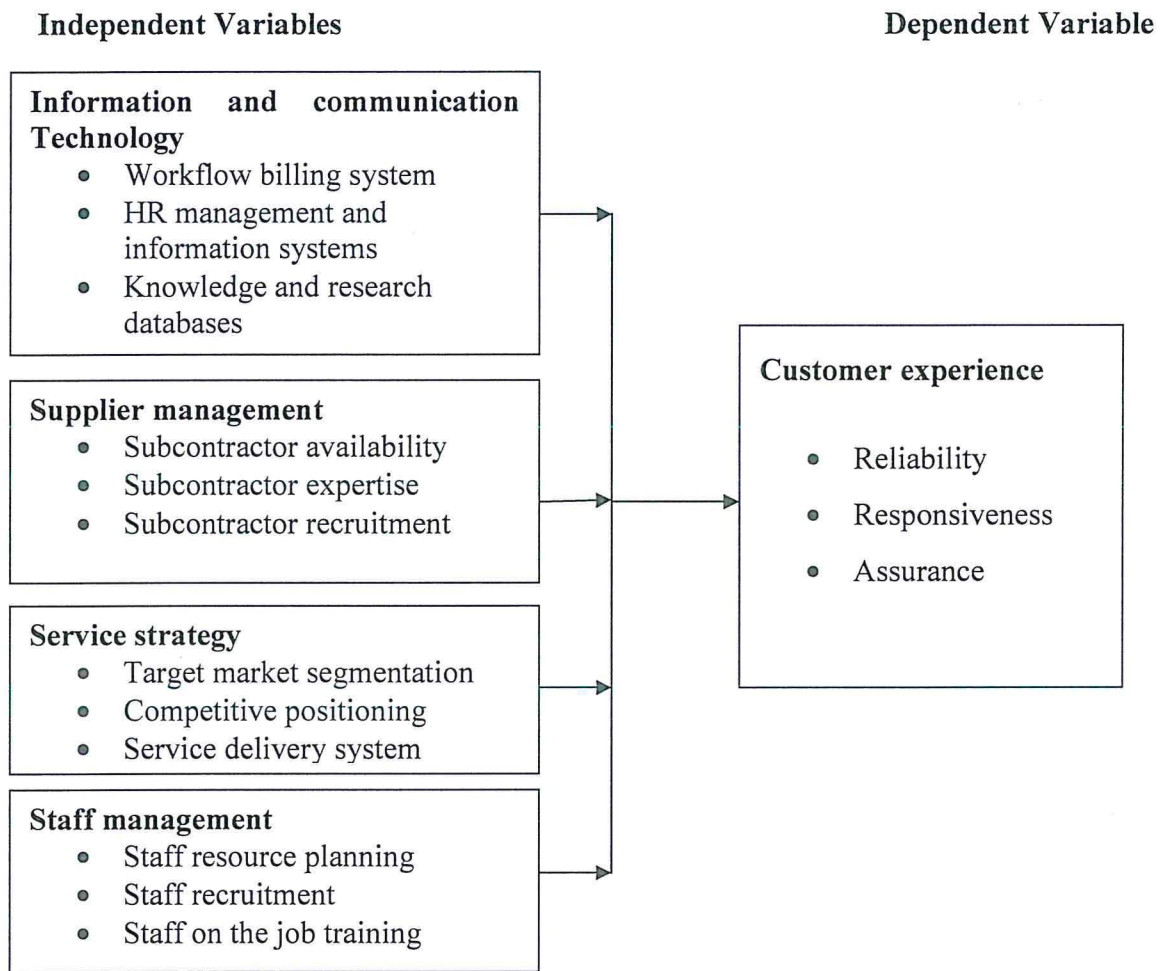 Independent Variables
Dependent Variable
Information and communication
Technology
• Workflow billing system
• HR management and
information systems
• Knowledge and research
databases
Supplier management
• Subcontractor availability
• Subcontractor expertise
• Subcontractor recruitment
Service strategy
• Target market segmentation
• Competitive positioning
• Service delivery system
Staff management
• Staff resource planning
• Staff recruitment
• Staff on the job training
Customer experience
• Reliability
• Responsiveness
• Assurance